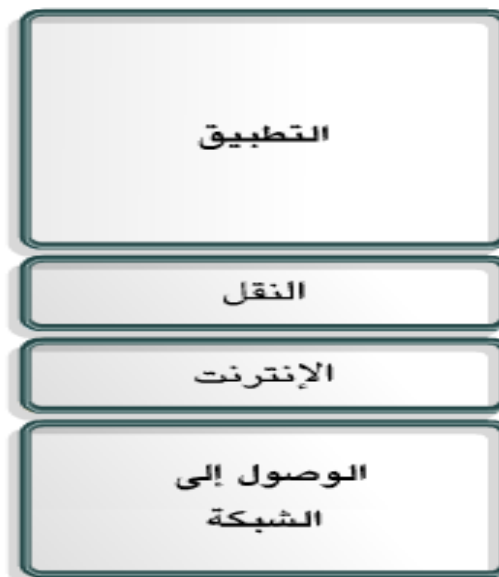 التطبيق
النقل
الإنترنت
الوصول إلى
الشبكة